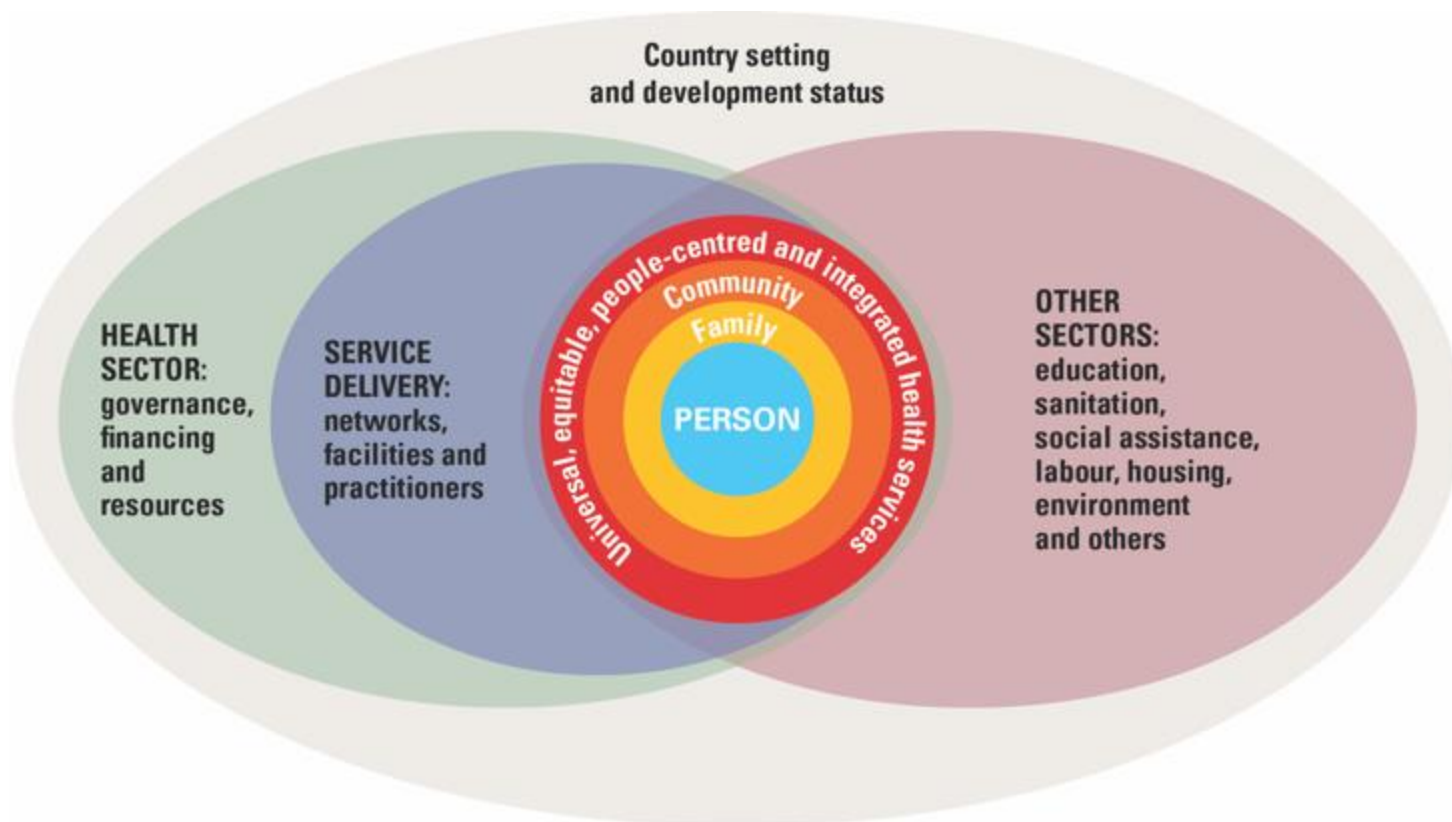 Country setting
and development status
HEALTH
SECTOR:
governance,
financing
and
resources
SERVICE
DELIVERY:
networks,
facilities and
practitioners
Universal, equitable, people-centred and integrated health services
Community
Family
PERSON
OTHER
SECTORS:
education,
sanitation,
social assistance,
labour, housing,
environment
and others